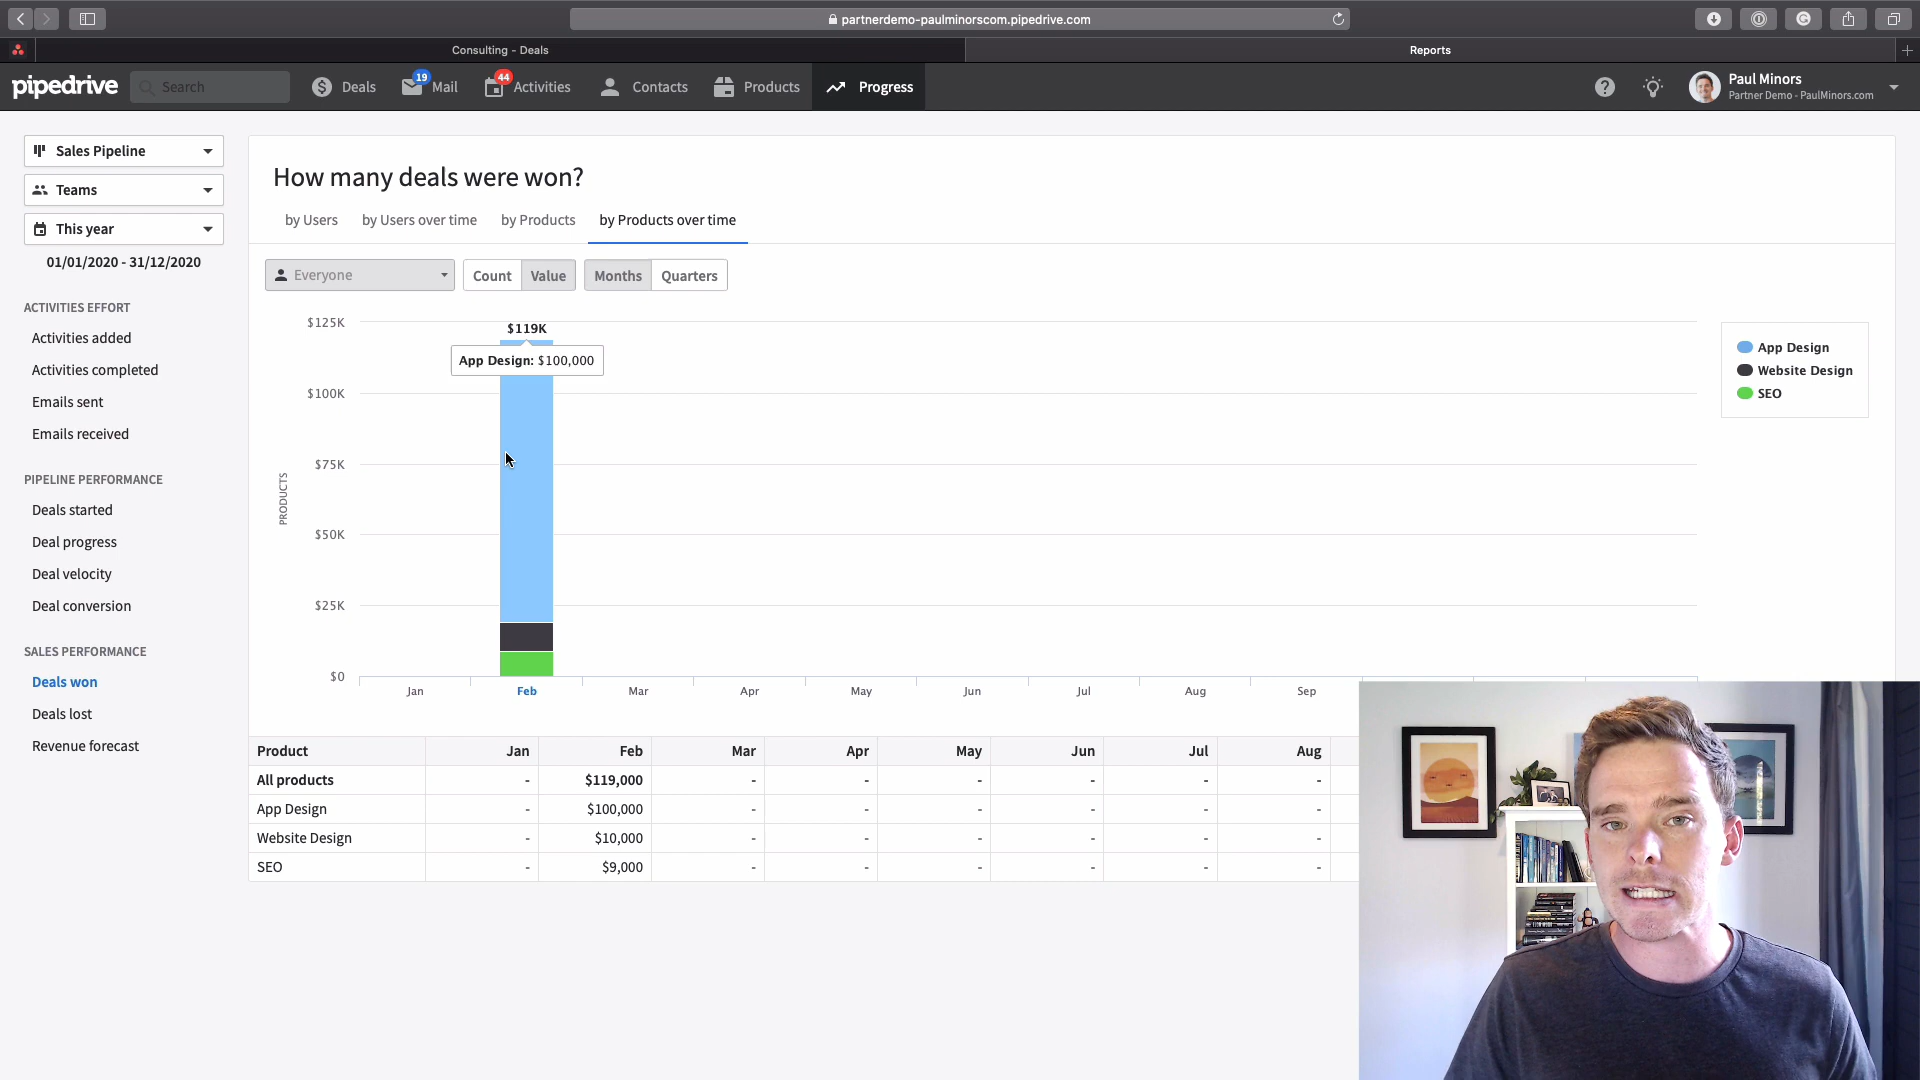 partnerdemo-paulminorscom.pipedrive.com
Consulting – Deals
Reports
pipedrive
Search
Deals
19
Mail
44
Activities
Contacts
Products
Progress
Paul Minors
Partner Demo - PaulMinors.com
Sales Pipeline
Teams
This year
01/01/2020 - 31/12/2020
ACTIVITIES EFFORT
Activities added
Activities completed
Emails sent
Emails received
PIPELINE PERFORMANCE
Deals started
Deal progress
Deal velocity
Deal conversion
SALES PERFORMANCE
Deals won
Deals lost
Revenue forecast
How many deals were won?
by Users by Users over time by Products by Products over time
Everyone Count Value Months Quarters
$125K
$100K
$75K
$50K
$25K
$0
PRODUCTS
$119K
App Design: $100,000
Jan Feb Mar Apr May Jun Jul Aug Sep
App Design
Website Design
SEO
Product Jan Feb Mar Apr May Jun Jul Aug
All products - $119,000 - - - - - -
App Design - $100,000 - - - - - -
Website Design - $10,000 - - - - - -
SEO - $9,000 - - - - - -